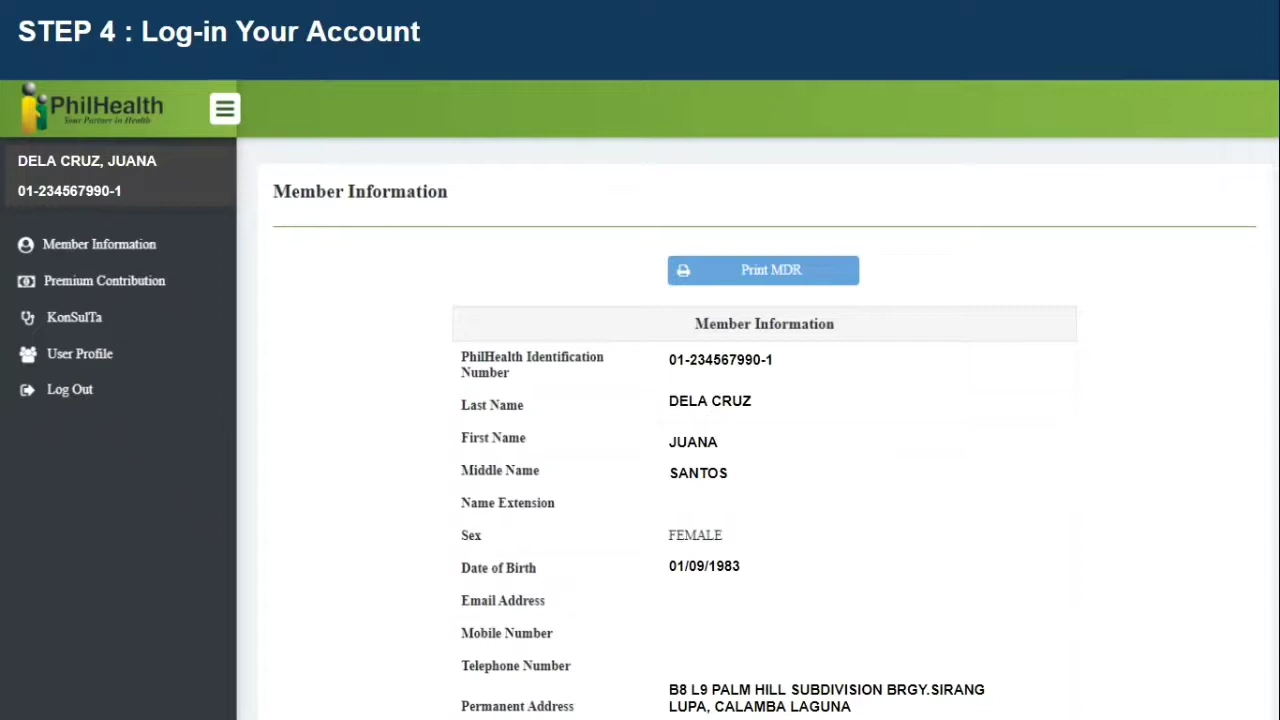 STEP 4 : Log-in Your Account
PhilHealth
Your Partner in Health
DELA CRUZ, JUANA
01-234567990-1
Member Information
Premium Contribution
KonSulTa
User Profile
Log Out
Member Information
Print MDR
Member Information
PhilHealth Identification
Number
01-234567990-1
Last Name
DELA CRUZ
First Name
JUANA
Middle Name
SANTOS
Name Extension
Sex
FEMALE
Date of Birth
01/09/1983
Email Address
Mobile Number
Telephone Number
Permanent Address
B8 L9 PALM HILL SUBDIVISION BRGY.SIRANG
LUPA, CALAMBA LAGUNA